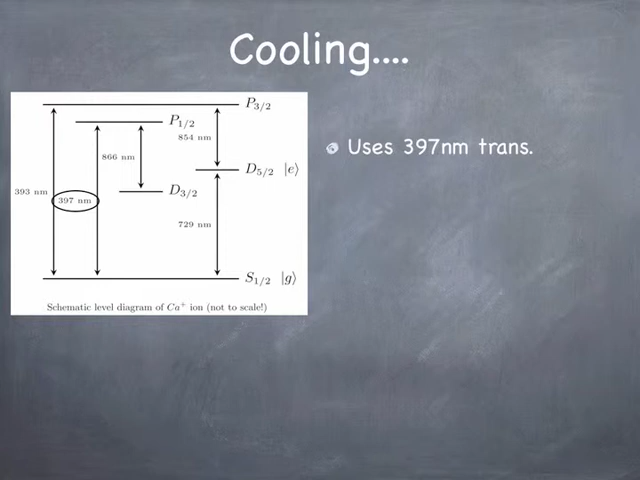 Cooling....
P3/2
P1/2
854 nm
866 nm
Uses 397nm trans.
D5/2 |e⟩
D3/2
393 nm
397 nm
729 nm
S1/2 |g⟩
Schematic level diagram of Ca+ ion (not to scale!)